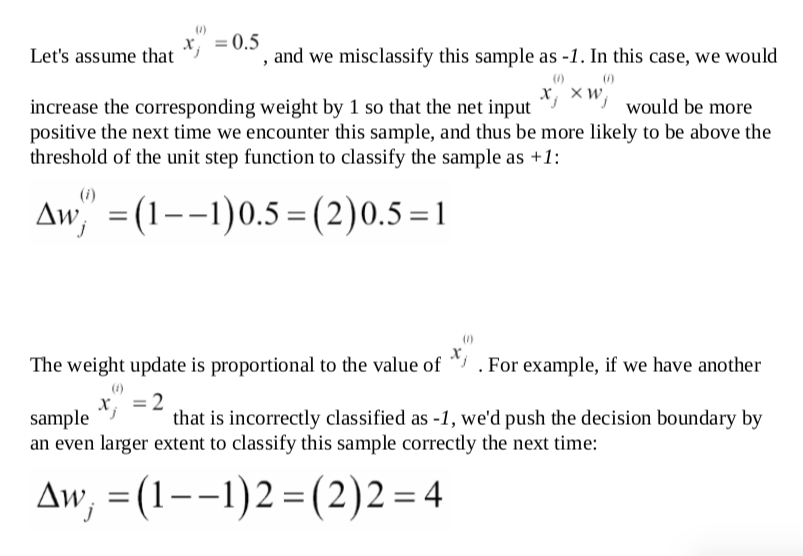 Let's assume that x_j^(i) = 0.5 , and we misclassify this sample as -1. In this case, we would
increase the corresponding weight by 1 so that the net input x_j^(i) × w_j^(i) would be more
positive the next time we encounter this sample, and thus be more likely to be above the
threshold of the unit step function to classify the sample as +1:
Δw_j^(i) = (1−−1)0.5 = (2)0.5 = 1
The weight update is proportional to the value of x_j^(i) . For example, if we have another
sample x_j^(i) = 2 that is incorrectly classified as -1, we'd push the decision boundary by
an even larger extent to classify this sample correctly the next time:
Δw_j = (1−−1)2 = (2)2 = 4